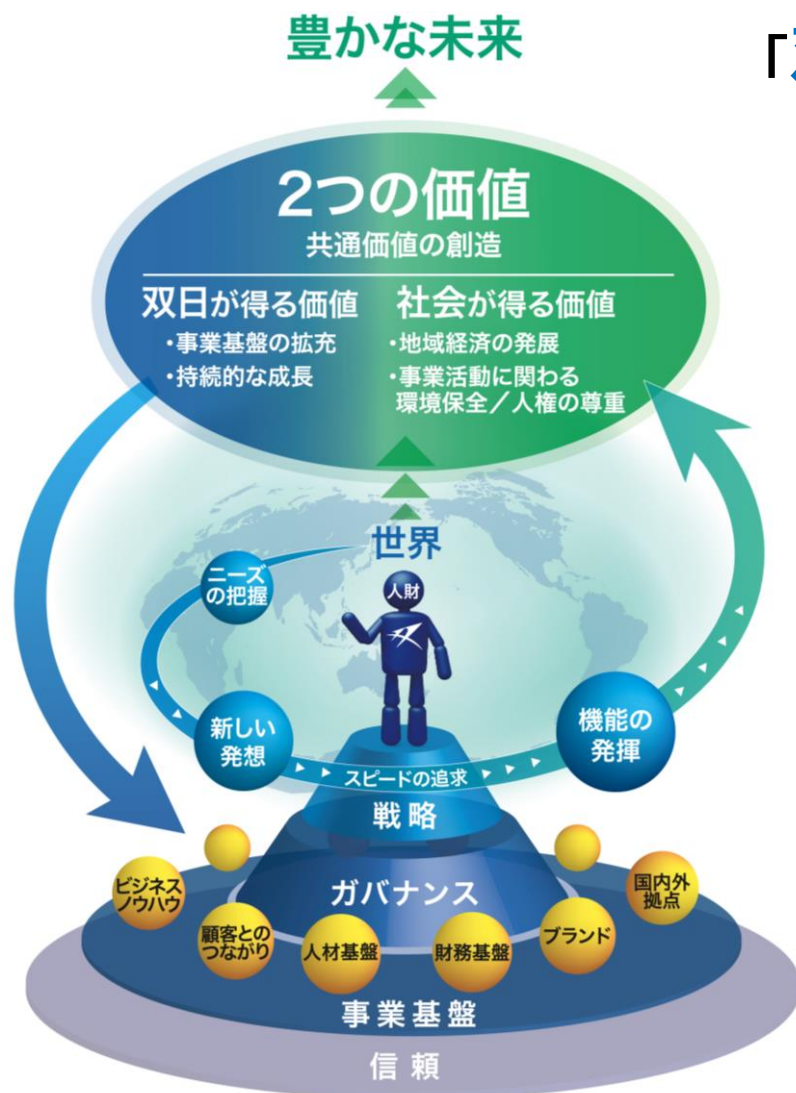 豊かな未来
「
2つの価値
共通価値の創造
双日が得る価値
・事業基盤の拡充
・持続的な成長
社会が得る価値
・地域経済の発展
・事業活動に関わる
環境保全／人権の尊重
世界
ニーズ
の把握
人財
新しい
発想
機能の
発揮
スピードの追求
戦略
ガバナンス
ビジネス
ノウハウ
顧客との
つながり
人材基盤
財務基盤
ブランド
国内外
拠点
事業基盤
信頼